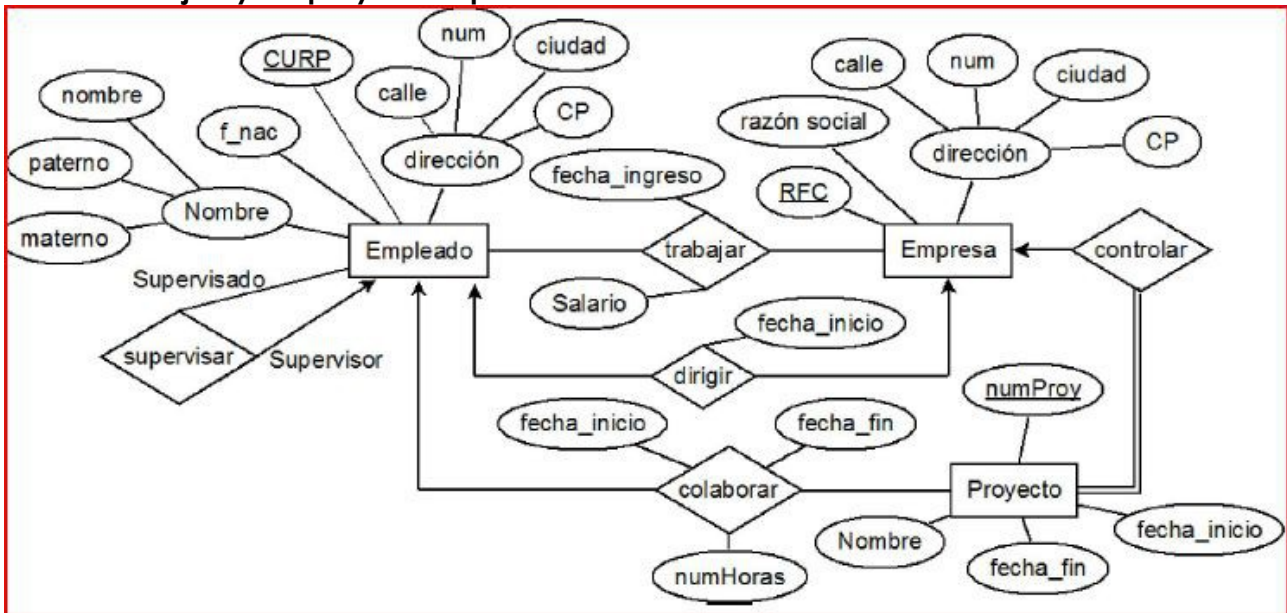 num
ciudad
CURP
calle
nombre
CP
f_nac
paterno
dirección
Nombre
materno
Empleado
Supervisado
supervisar
Supervisor
fecha_ingreso
trabajar
Salario
calle
num
ciudad
razón social
CP
dirección
RFC
Empresa
controlar
fecha_inicio
dirigir
numProy
fecha_inicio
fecha_fin
colaborar
Proyecto
numHoras
Nombre
fecha_fin
fecha_inicio